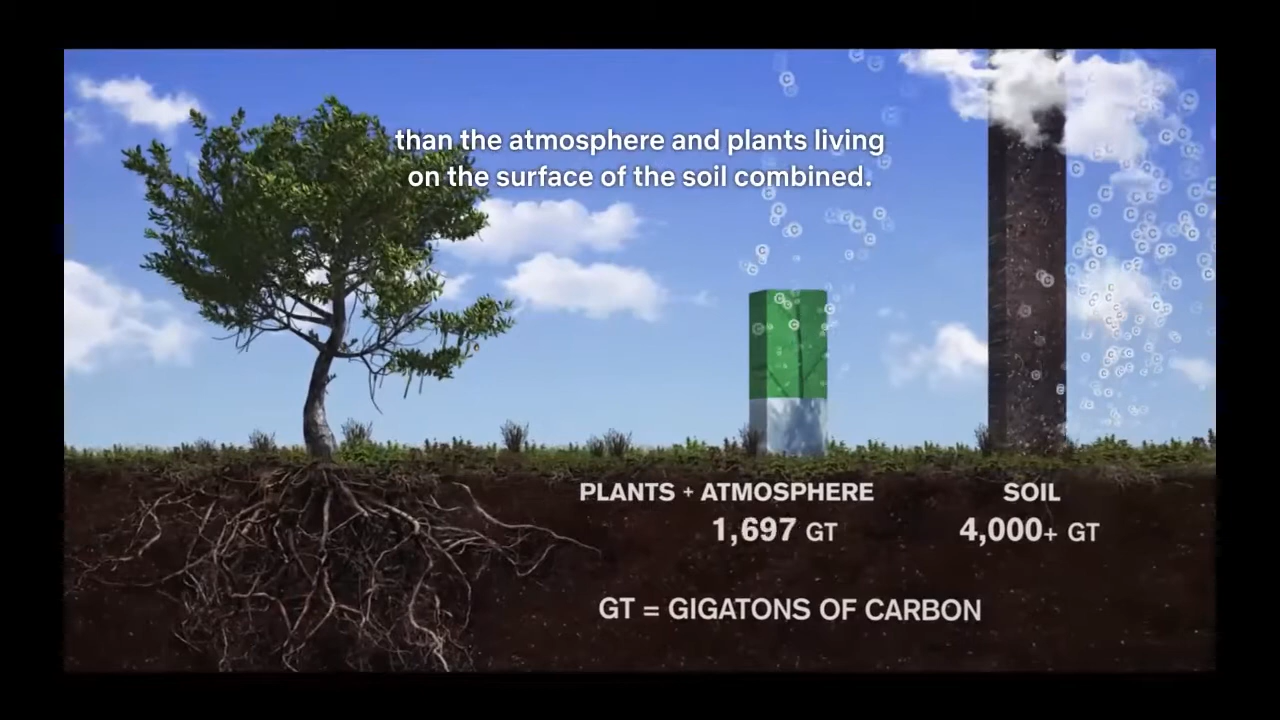 than the atmosphere and plants living
on the surface of the soil combined.
PLANTS + ATMOSPHERE
1,697 GT
SOIL
4,000+ GT
GT = GIGATONS OF CARBON